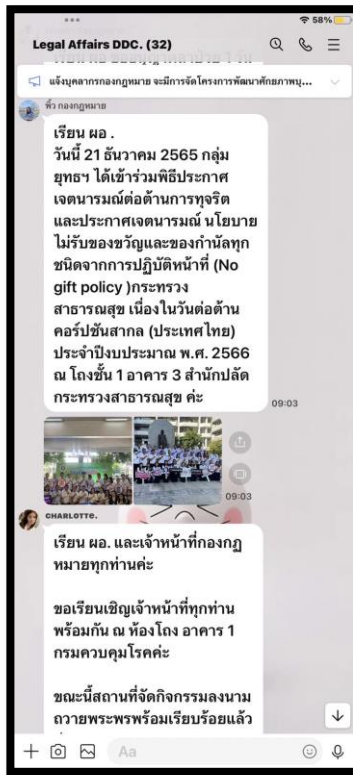 58%
Legal Affairs DDC. (32)
แจ้งบุคลากรกองกฎหมาย จะมีการจัดโครงการพัฒนาศักยภาพบุ...
พิ้ว กองกฎหมาย
เรียน ผอ .
วันนี้ 21 ธันวาคม 2565 กลุ่ม
ยุทธฯ ได้เข้าร่วมพิธีประกาศ
เจตนารมณ์ต่อต้านการทุจริต
และประกาศเจตนารมณ์ นโยบาย
ไม่รับของขวัญและของกำนัลทุก
ชนิดจากการปฏิบัติหน้าที่ (No
gift policy )กระทรวง
สาธารณสุข เนื่องในวันต่อต้าน
คอร์ปชันสากล (ประเทศไทย)
ประจำปีงบประมาณ พ.ศ. 2566
ณ โถงชั้น 1 อาคาร 3 สำนักปลัด
กระทรวงสาธารณสุข ค่ะ
09:03
09:03
CHARLOTTE.
เรียน ผอ. และเจ้าหน้าที่กองกฏ
หมายทุกท่านค่ะ
ขอเรียนเชิญเจ้าหน้าที่ทุกท่าน
พร้อมกัน ณ ห้องโถง อาคาร 1
กรมควบคุมโรคค่ะ
ขณะนี้สถานที่จัดกิจกรรมลงนาม
ถวายพระพรพร้อมเรียบร้อยแล้ว
Aa